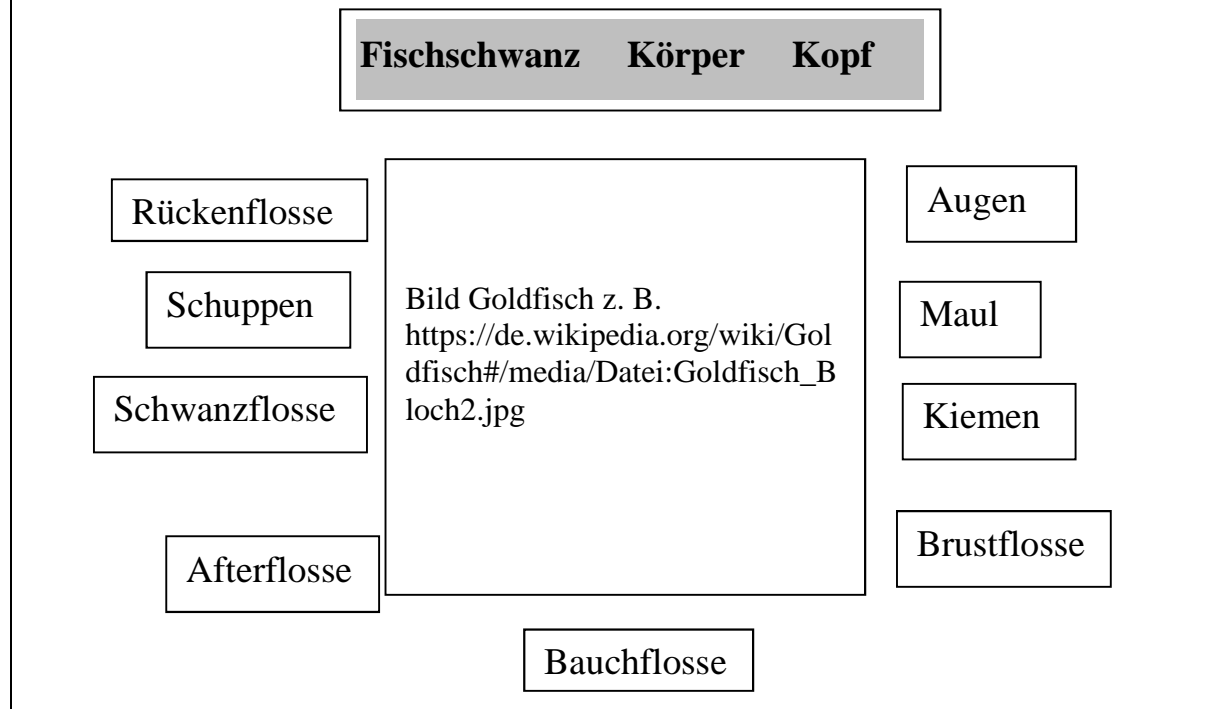 Fischschwanz Körper Kopf
Rückenflosse
Augen
Schuppen
Maul
Bild Goldfisch z. B.
https://de.wikipedia.org/wiki/Gol
dfisch#/media/Datei:Goldfisch_B
loch2.jpg
Schwanzflosse
Kiemen
Afterflosse
Brustflosse
Bauchflosse